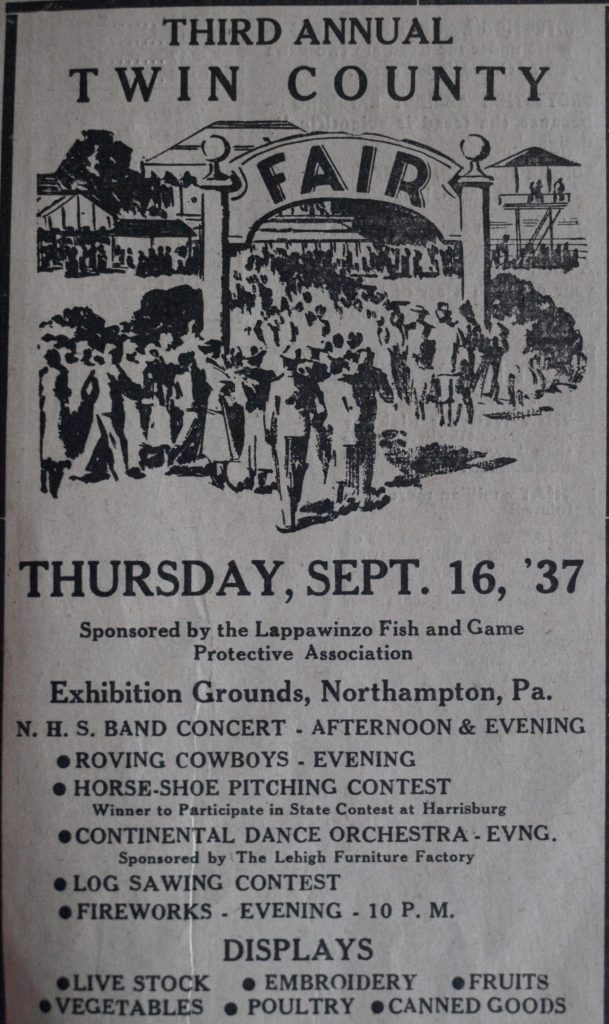 THIRD ANNUAL
TWIN COUNTY
FAIR
THURSDAY, SEPT. 16, '37
Sponsored by the Lappawinzo Fish and Game
Protective Association
Exhibition Grounds, Northampton, Pa.
N. H. S. BAND CONCERT - AFTERNOON & EVENING
● ROVING COWBOYS - EVENING
● HORSE-SHOE PITCHING CONTEST
Winner to Participate in State Contest at Harrisburg
● CONTINENTAL DANCE ORCHESTRA - EVNG.
Sponsored by The Lehigh Furniture Factory
● LOG SAWING CONTEST
● FIREWORKS - EVENING - 10 P. M.
DISPLAYS
● LIVE STOCK ● EMBROIDERY ● FRUITS
● VEGETABLES ● POULTRY ● CANNED GOODS